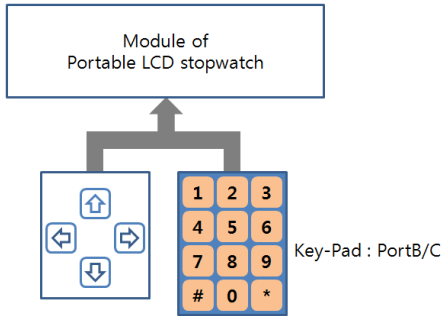 Module of
Portable LCD stopwatch
1 2 3
4 5 6
7 8 9
# 0 *
Key-Pad : PortB/C